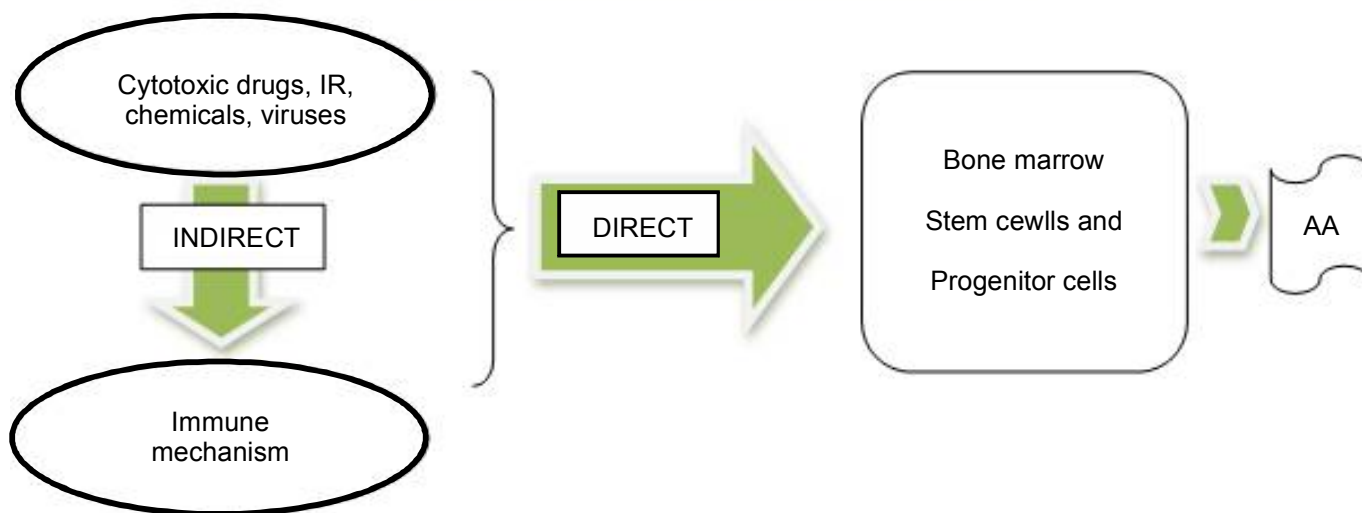 Cytotoxic drugs, IR,
chemicals, viruses
INDIRECT
Immune
mechanism
DIRECT
Bone marrow
Stem cewlls and
Progenitor cells
AA